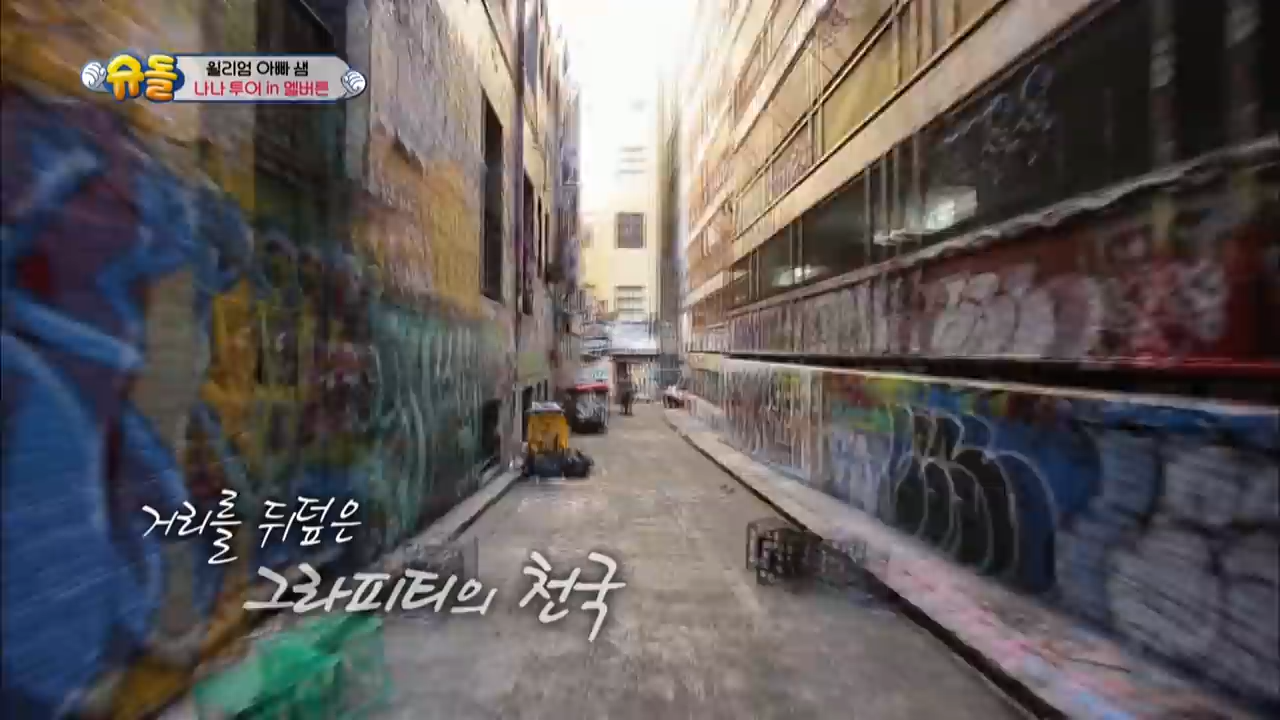 슈돌
윌리엄 아빠 샘
나나 투어 in 멜버른
거리를 뒤덮은
그라피티의 천국